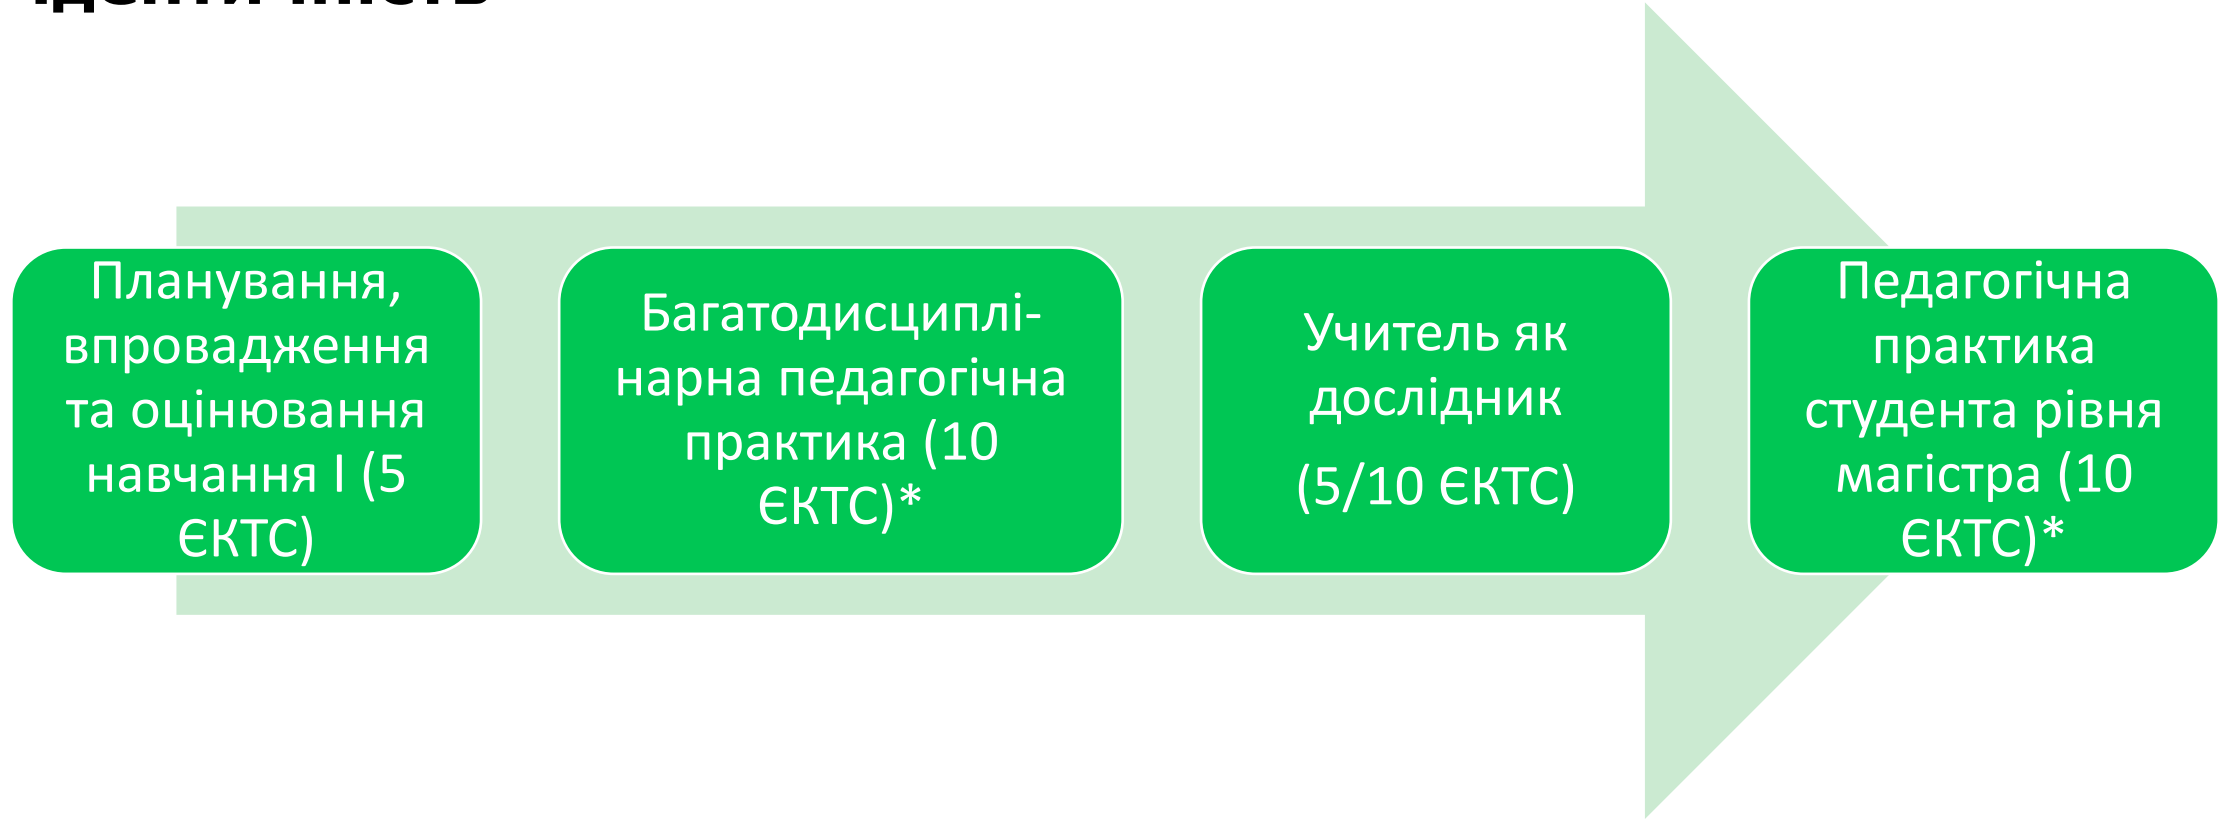 ідентичність
Планування,
впровадження
та оцінювання
навчання I (5
ЄКТС)
Багатодисциплі-
нарна педагогічна
практика (10
ЄКТС)*
Учитель як
дослідник
(5/10 ЄКТС)
Педагогічна
практика
студента рівня
магістра (10
ЄКТС)*